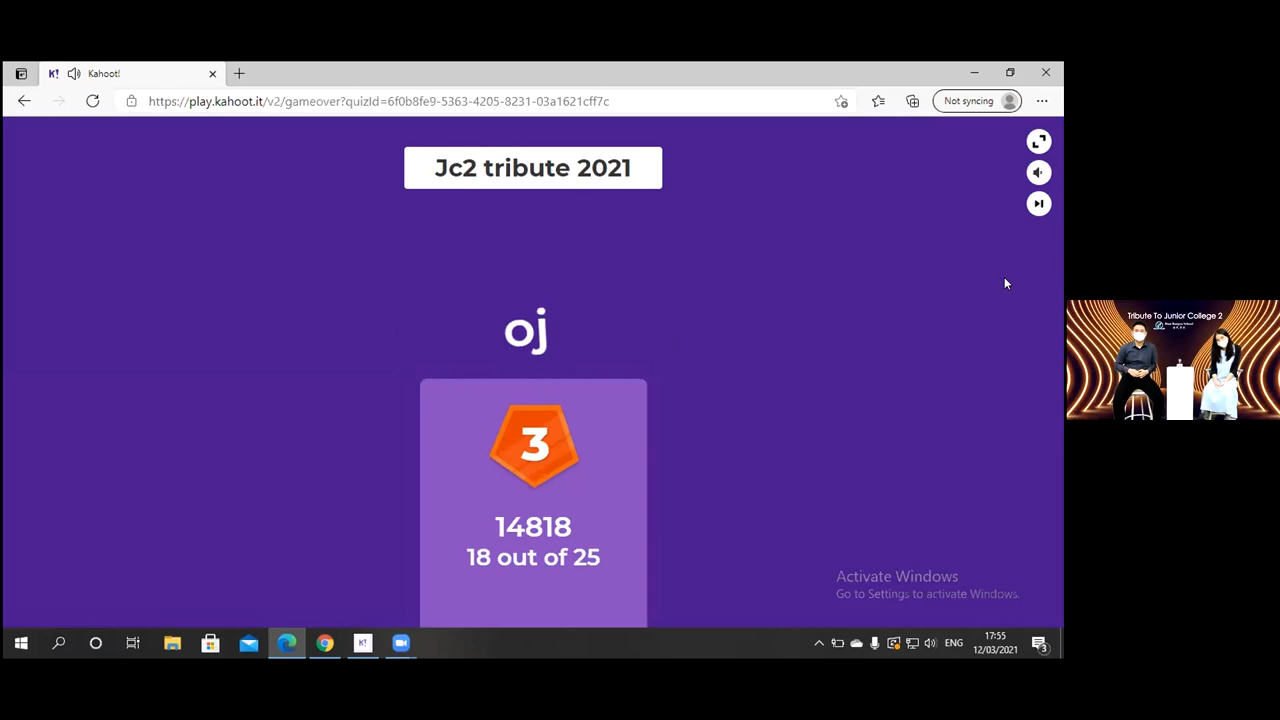 K! Kahoot!
https://play.kahoot.it/v2/gameover?quizId=6f0b8fe9-5363-4205-8231-03a1621cff7c
Not syncing
Jc2 tribute 2021
oj
3
14818
18 out of 25
Tribute To Junior College 2
Activate Windows
Go to Settings to activate Windows.
K!
ENG
17:55
12/03/2021
3